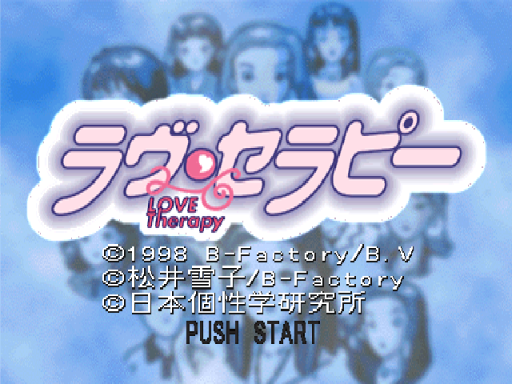 ラヴ・セラピー
LOVE
Therapy
©1998 B-Factory/B.V
©松井雪子/B-Factory
©日本個性学研究所
PUSH START